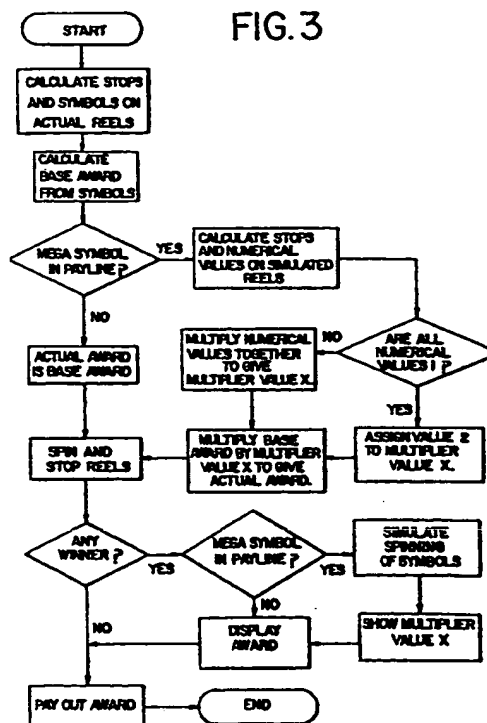 FIG. 3
START
CALCULATE STOPS
AND SYMBOLS ON
ACTUAL REELS
CALCULATE
BASE AWARD
FROM SYMBOLS
MEGA SYMBOL
IN PAYLINE?
YES
CALCULATE STOPS
AND NUMERICAL
VALUES ON SIMULATED
REELS
NO
ACTUAL AWARD
IS BASE AWARD
ARE ALL
NUMERICAL
VALUES 1?
NO
MULTIPLY NUMERICAL
VALUES TOGETHER
TO GIVE
MULTIPLIER VALUE X.
YES
ASSIGN VALUE 2
TO MULTIPLIER
VALUE X.
MULTIPLY BASE
AWARD BY MULTIPLIER
VALUE X TO GIVE
ACTUAL AWARD.
SPIN AND
STOP REELS
ANY
WINNER?
YES
MEGA SYMBOL
IN PAYLINE?
YES
SIMULATE
SPINNING
OF SYMBOLS
NO
NO
DISPLAY
AWARD
SHOW MULTIPLIER
VALUE X
PAY OUT AWARD
END